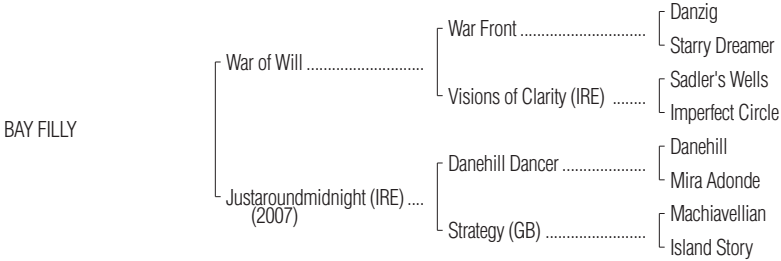 Danzig
War Front ..............................
Starry Dreamer
War of Will ............................
Sadler's Wells
Visions of Clarity (IRE) ........
Imperfect Circle
BAY FILLY
Danehill
Danehill Dancer ....................
Mira Adonde
Justaroundmidnight (IRE) ....
(2007)
Machiavellian
Strategy (GB) ........................
Island Story